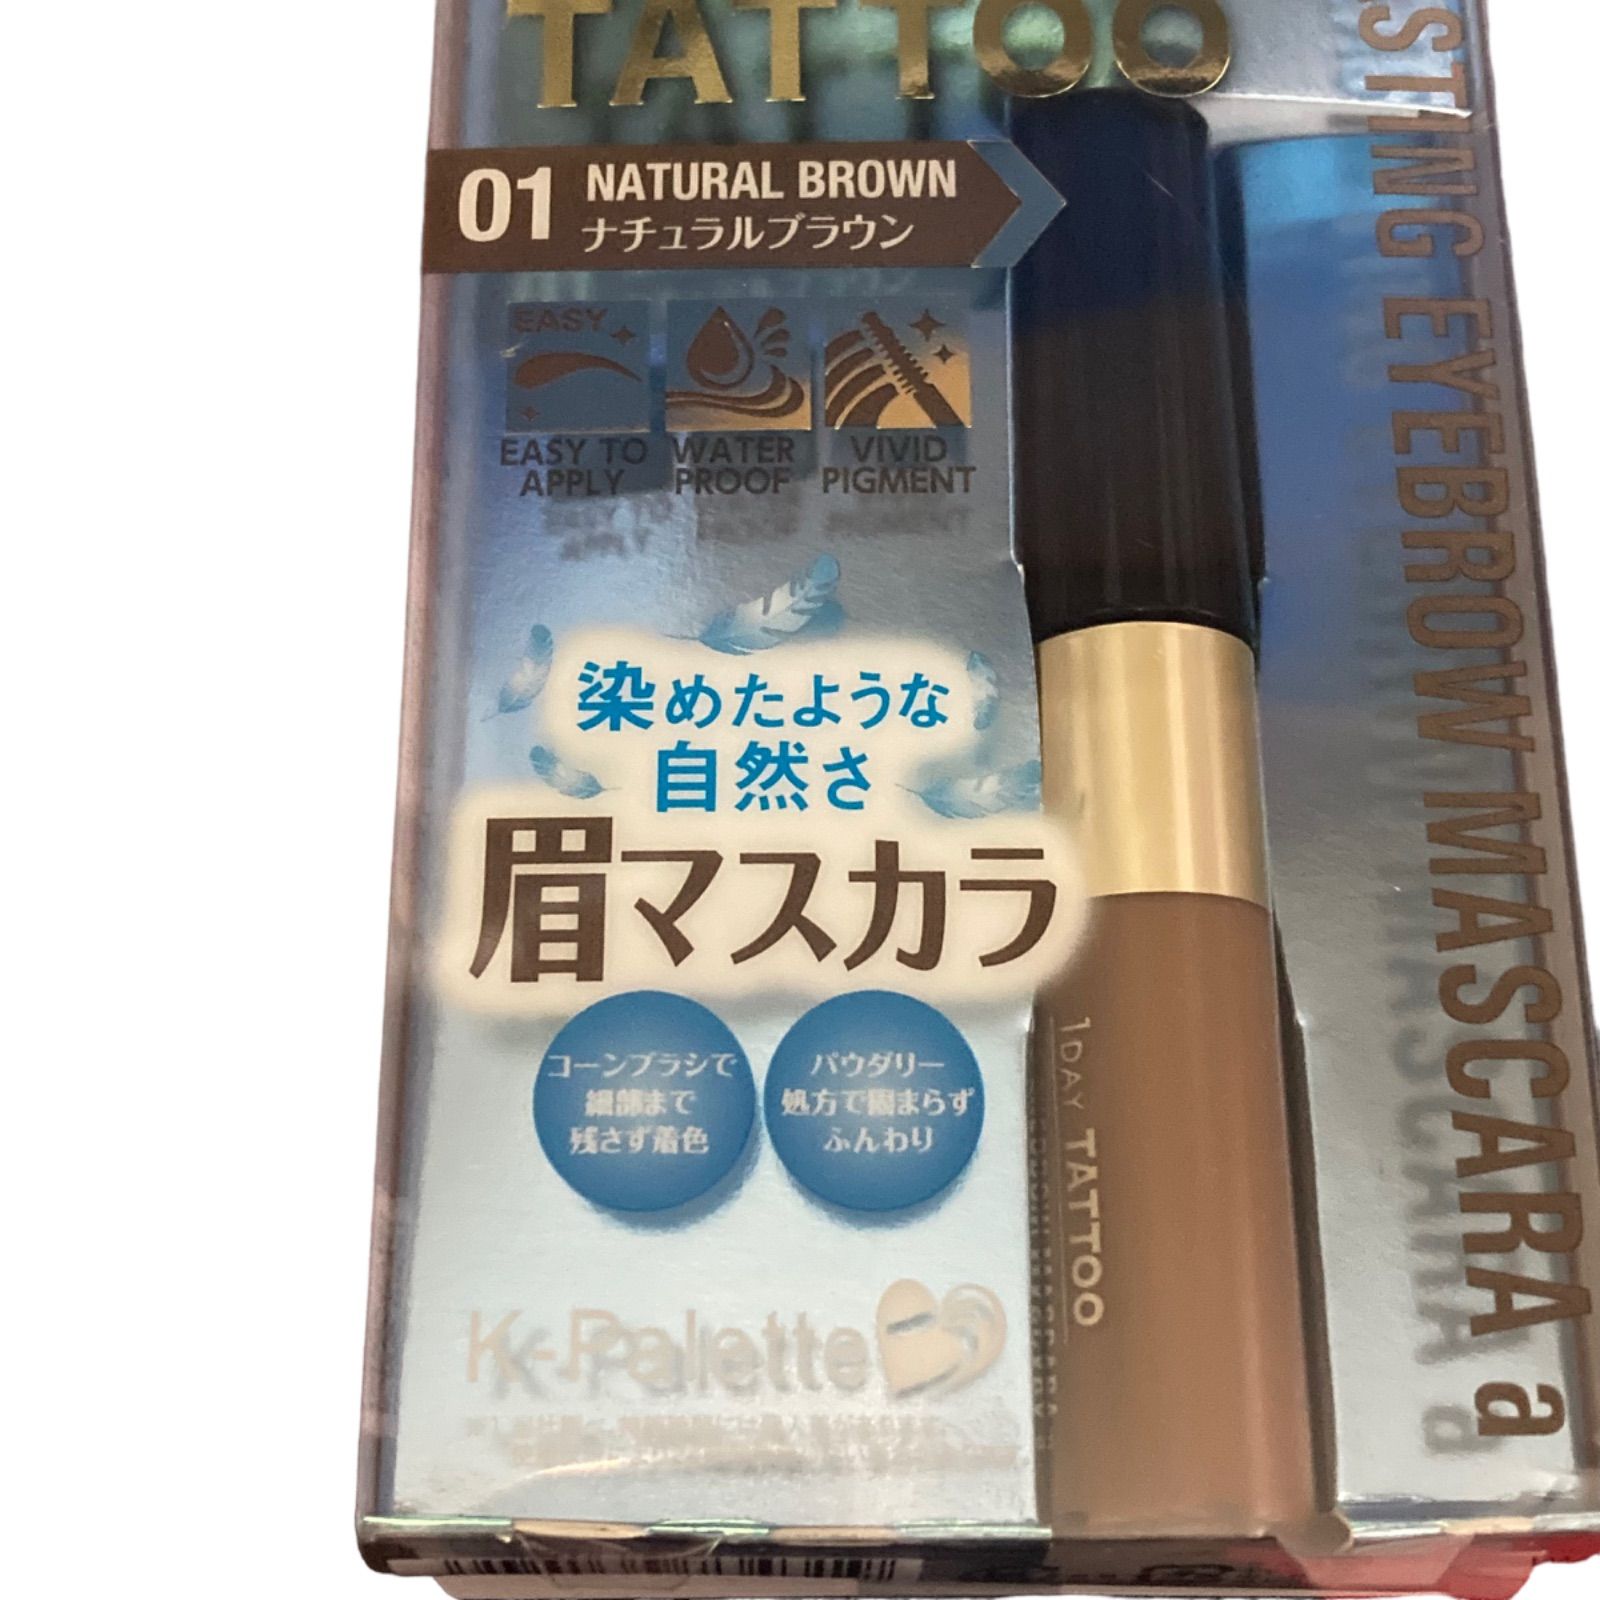 TATTOO
01 NATURAL BROWN
ナチュラルブラウン
EASY
EASY TO
APPLY
WATER
PROOF
VIVID
PIGMENT
染めたような
自然さ
眉マスカラ
コーンブラシで
細部まで
残さず着色
パウダリー
処方で固まらず
ふんわり
K-Palette
1DAY TATTOO
LASTING EYEBROW MASCARA a